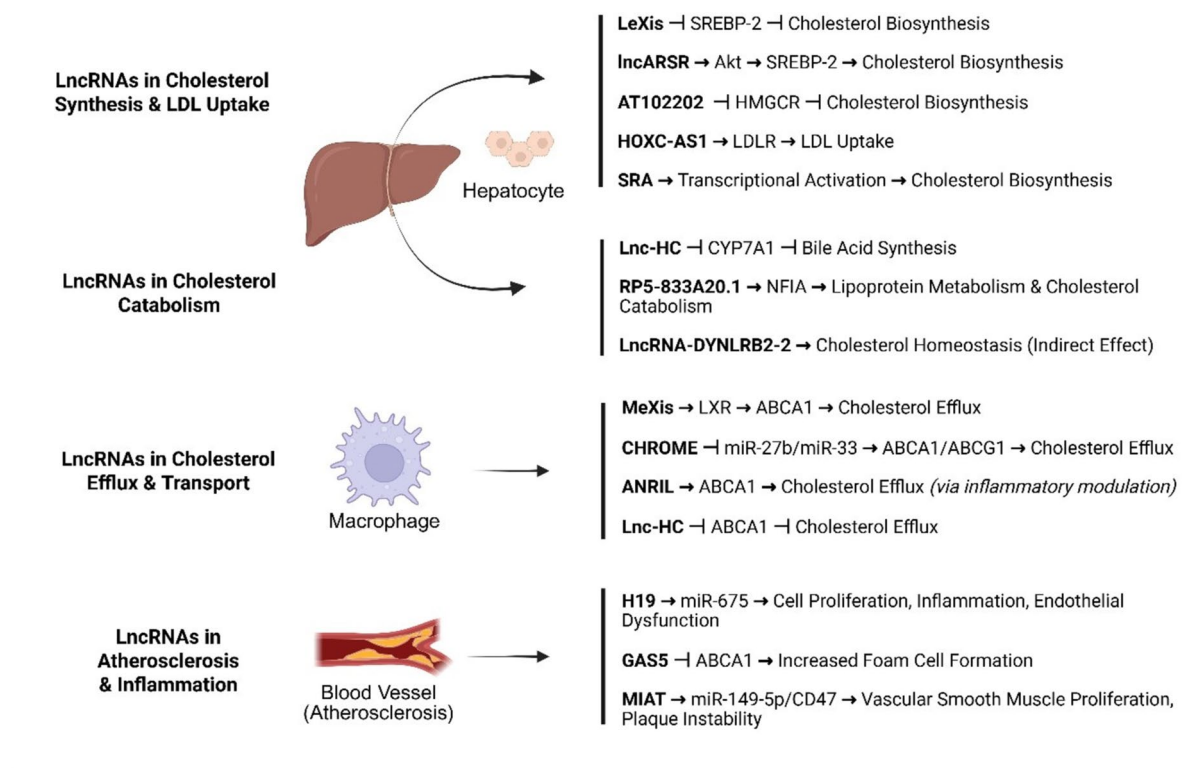 LncRNAs in Cholesterol
Synthesis & LDL Uptake
Hepatocyte
LeXis ⊣ SREBP-2 ⊣ Cholesterol Biosynthesis
lncARSR → Akt → SREBP-2 → Cholesterol Biosynthesis
AT102202 ⊣ HMGCR ⊣ Cholesterol Biosynthesis
HOXC-AS1 → LDLR → LDL Uptake
SRA → Transcriptional Activation → Cholesterol Biosynthesis
LncRNAs in Cholesterol
Catabolism
Lnc-HC ⊣ CYP7A1 ⊣ Bile Acid Synthesis
RP5-833A20.1 → NFIA → Lipoprotein Metabolism & Cholesterol
Catabolism
LncRNA-DYNLRB2-2 → Cholesterol Homeostasis (Indirect Effect)
LncRNAs in Cholesterol
Efflux & Transport
Macrophage
MeXis → LXR → ABCA1 → Cholesterol Efflux
CHROME ⊣ miR-27b/miR-33 → ABCA1/ABCG1 → Cholesterol Efflux
ANRIL → ABCA1 → Cholesterol Efflux (via inflammatory modulation)
Lnc-HC ⊣ ABCA1 ⊣ Cholesterol Efflux
LncRNAs in
Atherosclerosis
& Inflammation
Blood Vessel
(Atherosclerosis)
H19 → miR-675 → Cell Proliferation, Inflammation, Endothelial
Dysfunction
GAS5 ⊣ ABCA1 → Increased Foam Cell Formation
MIAT → miR-149-5p/CD47 → Vascular Smooth Muscle Proliferation,
Plaque Instability